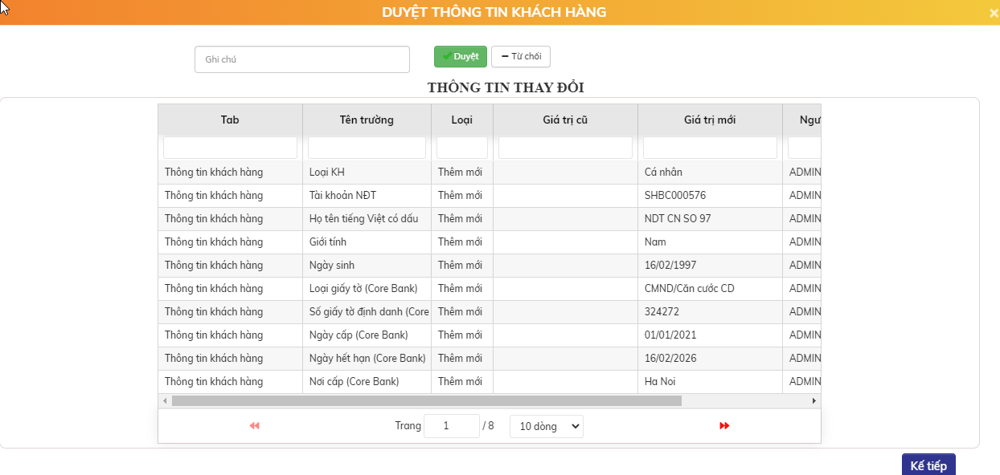 DUYỆT THÔNG TIN KHÁCH HÀNG ×
Ghi chú Duyệt Từ chối
THÔNG TIN THAY ĐỔI
Tab Tên trường Loại Giá trị cũ Giá trị mới Ngư
Thông tin khách hàng Loại KH Thêm mới Cá nhân ADMIN
Thông tin khách hàng Tài khoản NĐT Thêm mới SHBC000576 ADMIN
Thông tin khách hàng Họ tên tiếng Việt có dấu Thêm mới NDT CN SO 97 ADMIN
Thông tin khách hàng Giới tính Thêm mới Nam ADMIN
Thông tin khách hàng Ngày sinh Thêm mới 16/02/1997 ADMIN
Thông tin khách hàng Loại giấy tờ (Core Bank) Thêm mới CMND/Căn cước CD ADMIN
Thông tin khách hàng Số giấy tờ định danh (Core Thêm mới 324272 ADMIN
Thông tin khách hàng Ngày cấp (Core Bank) Thêm mới 01/01/2021 ADMIN
Thông tin khách hàng Ngày hết hạn (Core Bank) Thêm mới 16/02/2026 ADMIN
Thông tin khách hàng Nơi cấp (Core Bank) Thêm mới Ha Noi ADMIN
Trang 1 / 8 10 dòng
Kế tiếp